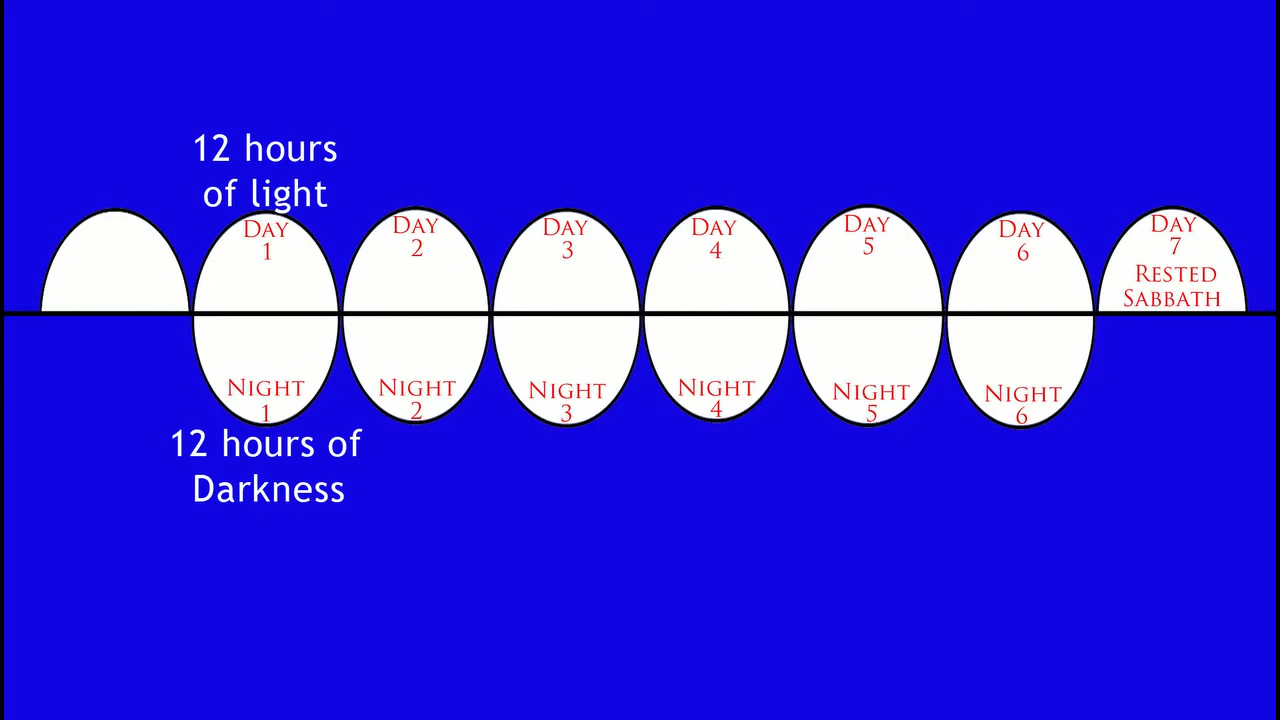 12 hours
of light
Day
1
Day
2
Day
3
Day
4
Day
5
Day
6
Day
7
Rested
Sabbath
Night
1
Night
2
Night
3
Night
4
Night
5
Night
6
12 hours of
Darkness